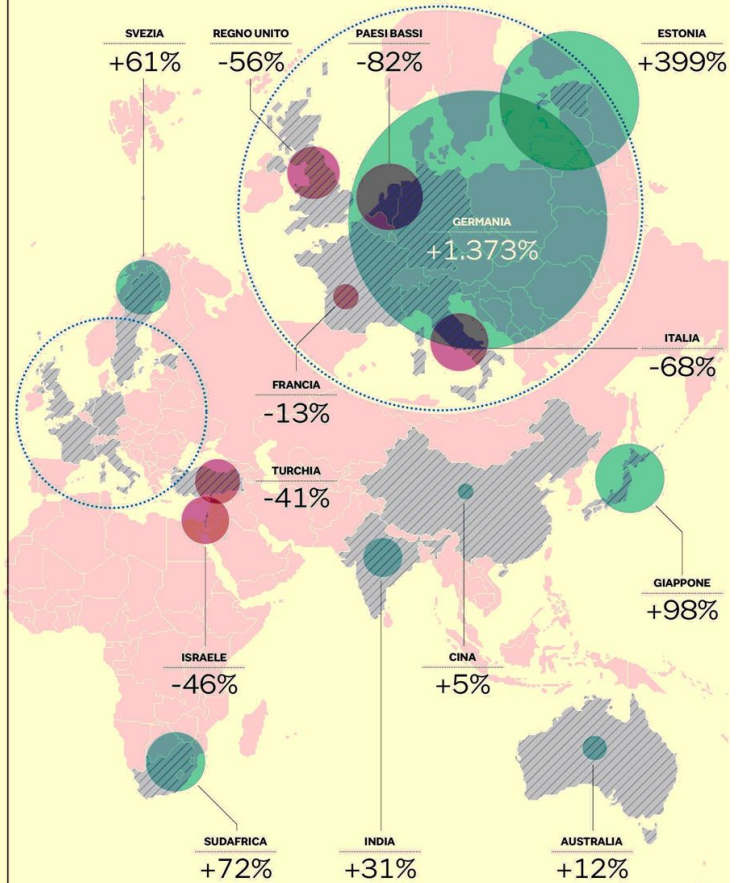 SVEZIA
+61%
REGNO UNITO
-56%
PAESI BASSI
-82%
ESTONIA
+399%
GERMANIA
+1.373%
ITALIA
-68%
FRANCIA
-13%
TURCHIA
-41%
GIAPPONE
+98%
ISRAELE
-46%
CINA
+5%
SUDAFRICA
+72%
INDIA
+31%
AUSTRALIA
+12%